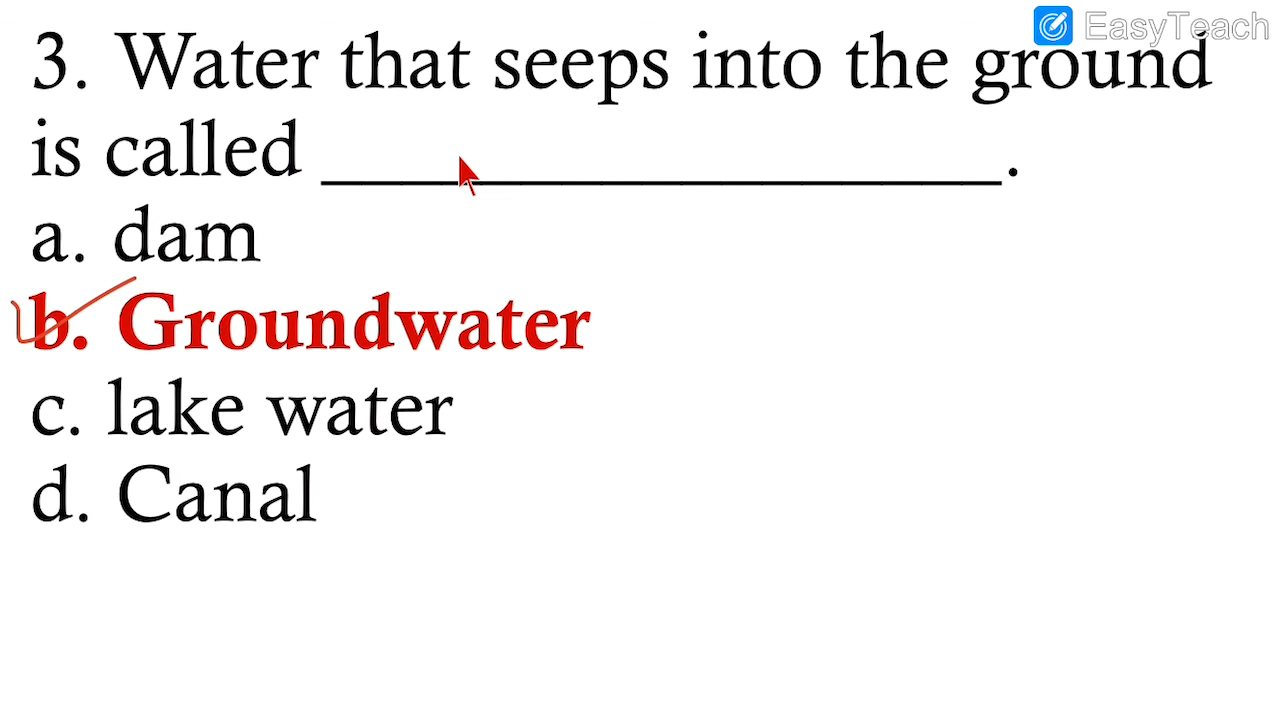 EasyTeach
3. Water that seeps into the ground
is called ____________________.
a. dam
b. Groundwater
c. lake water
d. Canal